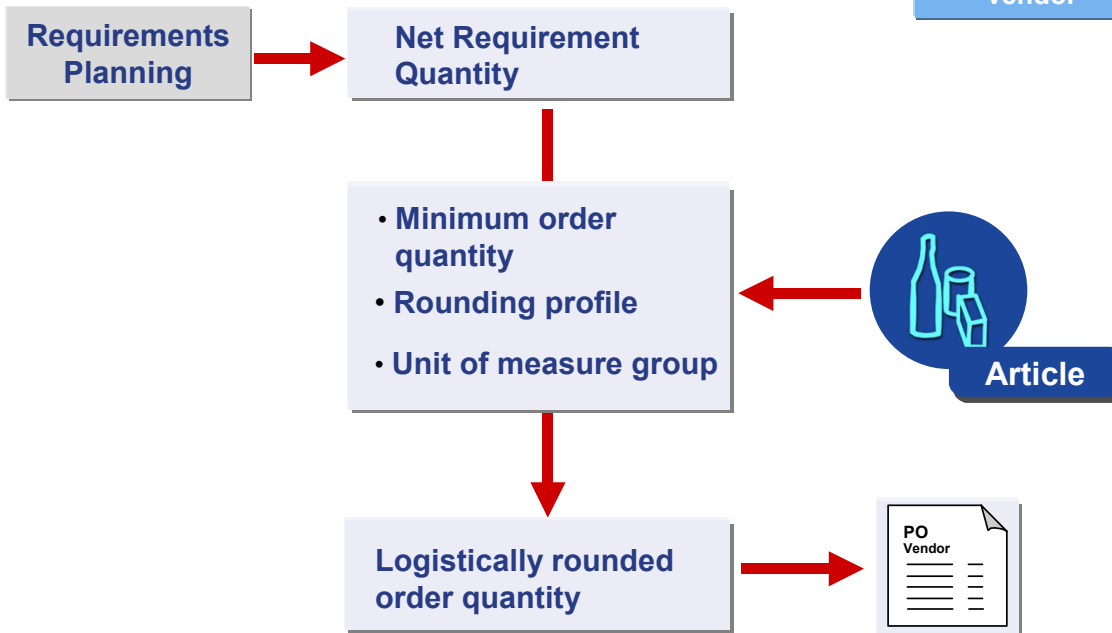 vendor
Requirements
Planning
Net Requirement
Quantity
• Minimum order
quantity
• Rounding profile
• Unit of measure group
Article
Logistically rounded
order quantity
PO
Vendor